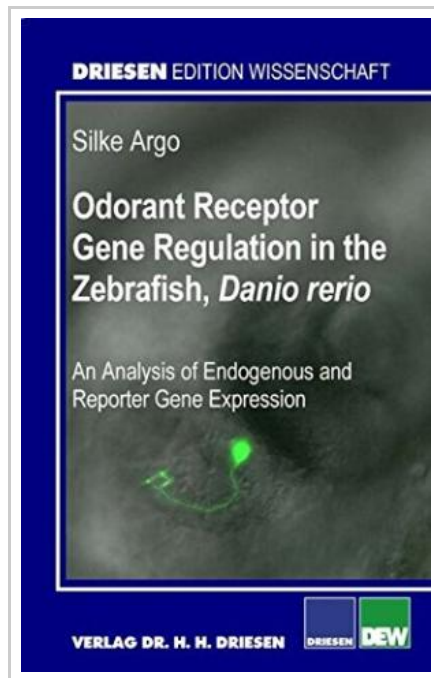 DRIESEN EDITION WISSENSCHAFT
Silke Argo
Odorant Receptor
Gene Regulation in the
Zebrafish, Danio rerio
An Analysis of Endogenous and
Reporter Gene Expression
VERLAG DR. H. H. DRIESEN
DRIESEN
DEW